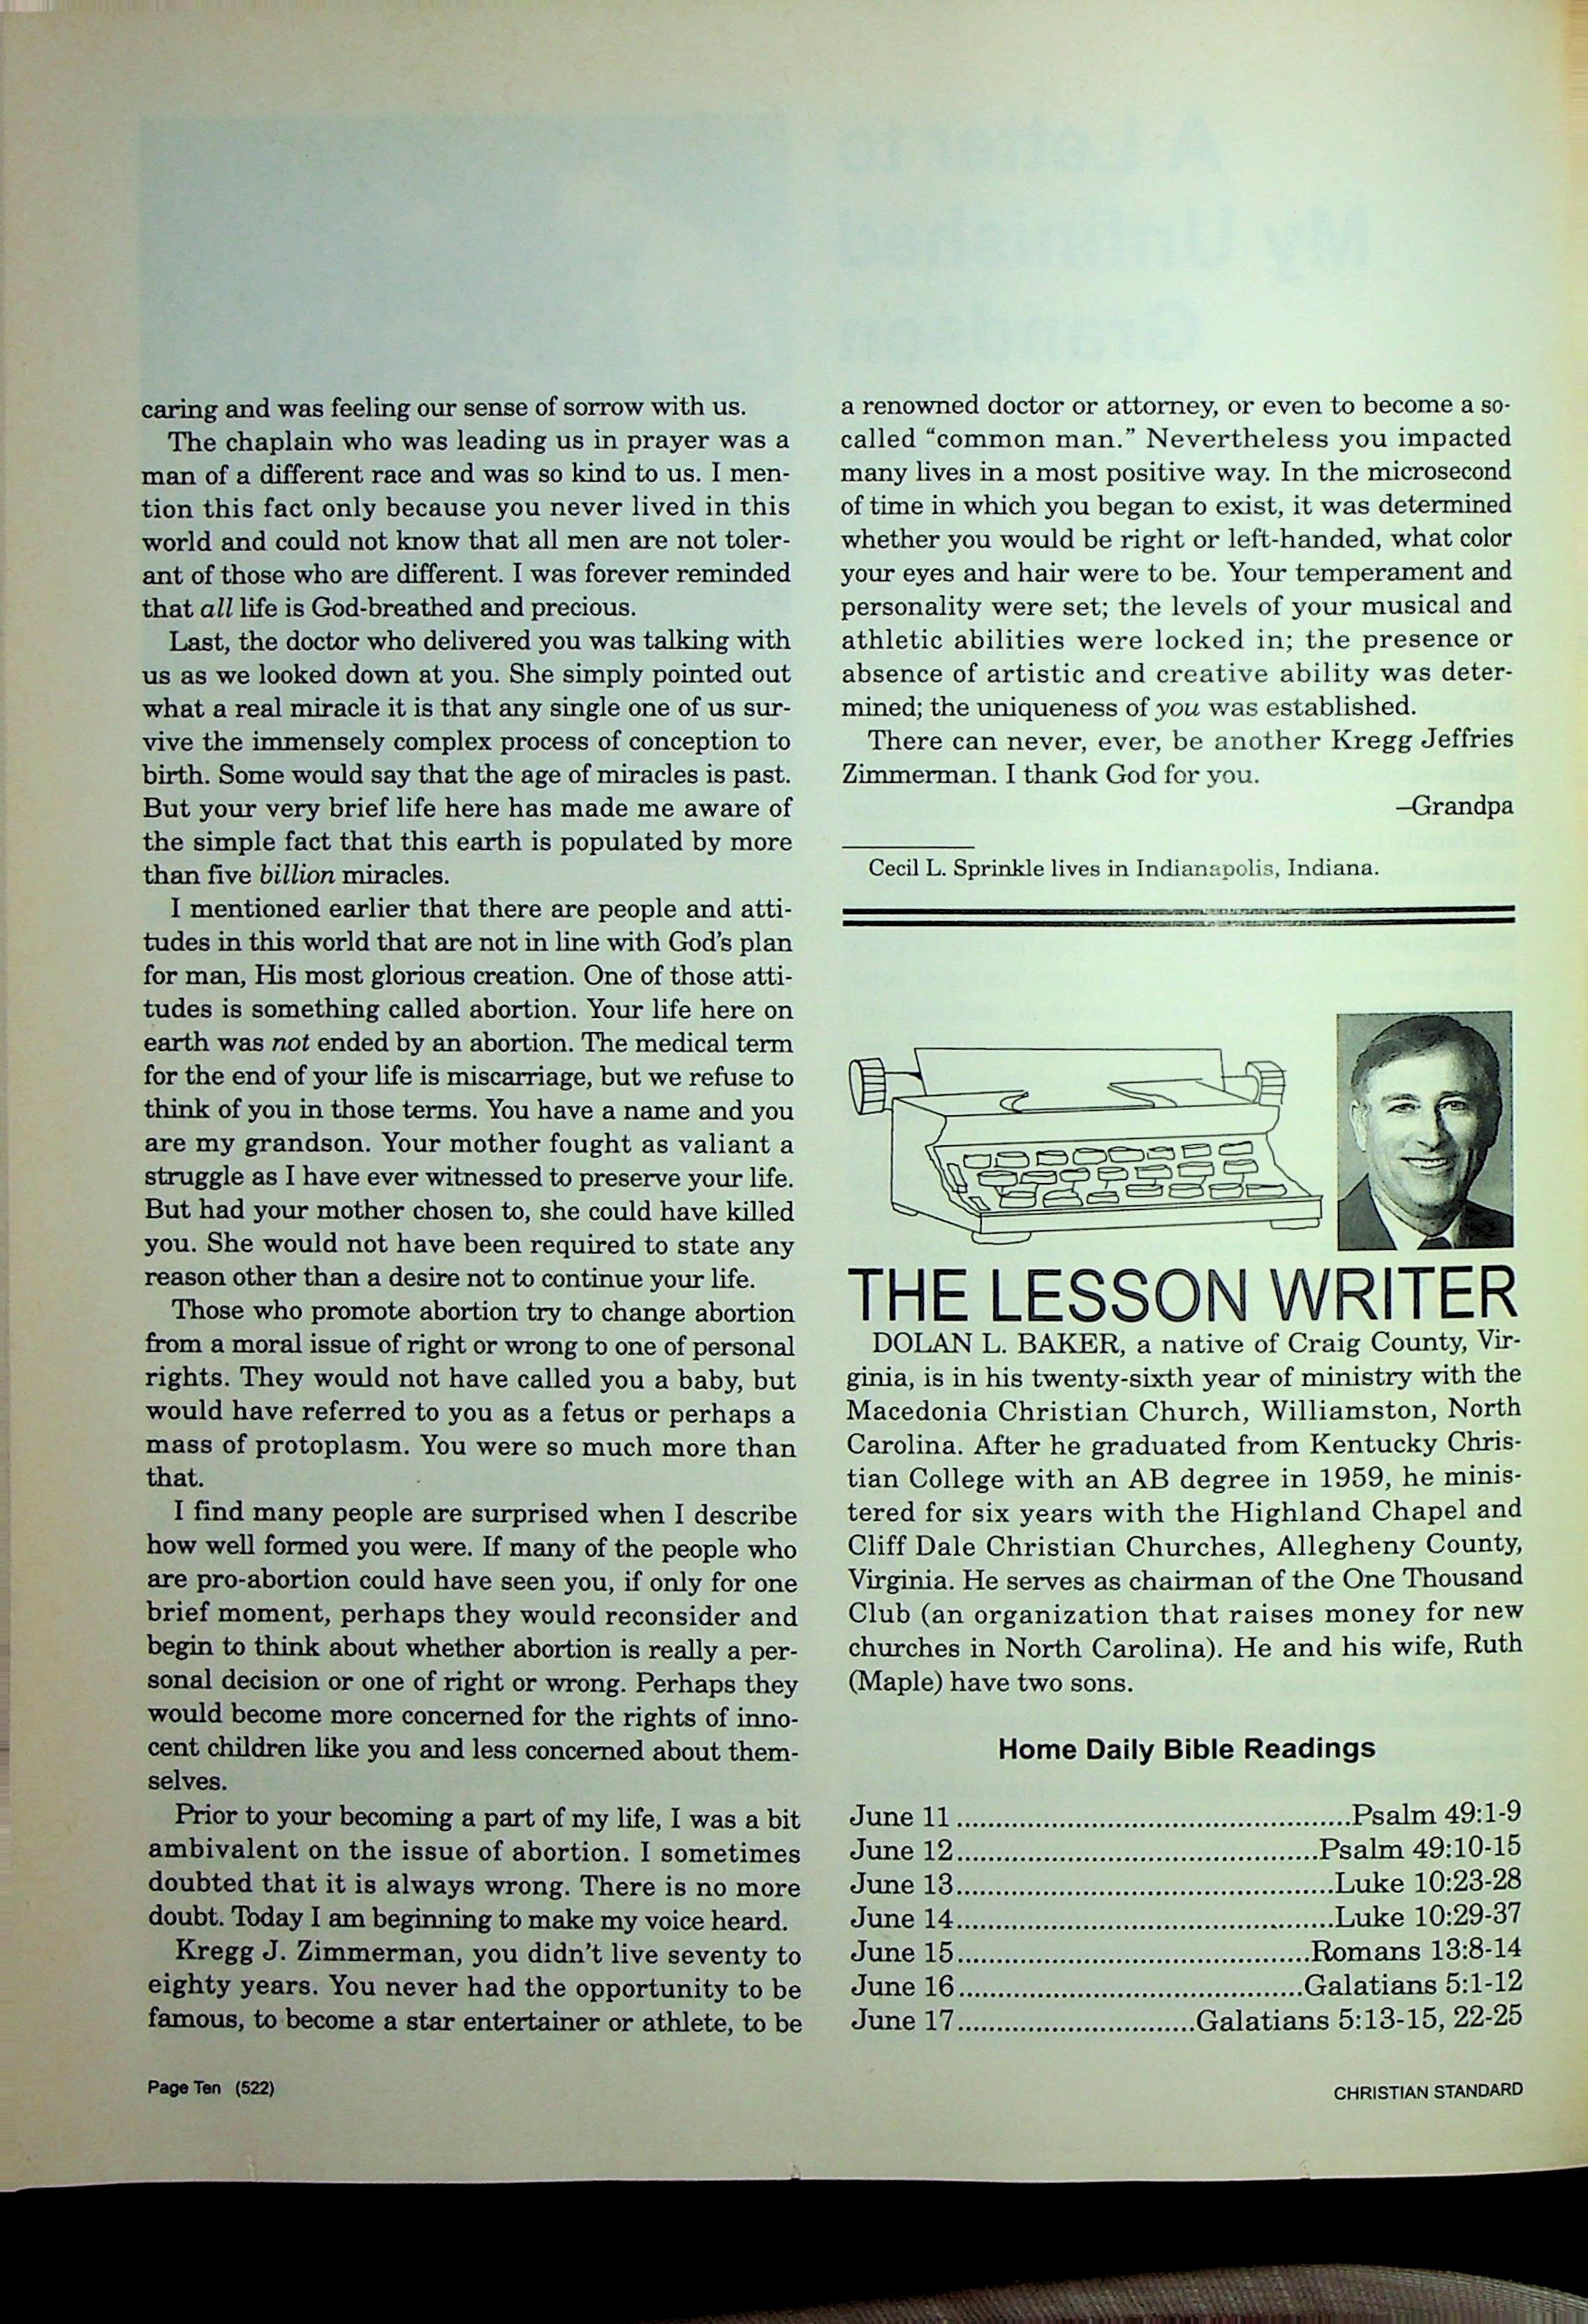 caring and was feeling our sense of sorrow with us.
The chaplain who was leading us in prayer was a
man of a different race and was so kind to us. I men-
tion this fact only because you never lived in this
world and could not know that all men are not toler-
ant of those who are different. I was forever reminded
that all life is God-breathed and precious.
Last, the doctor who delivered you was talking with
us as we looked down at you. She simply pointed out
what a real miracle it is that any single one of us sur-
vive the immensely complex process of conception to
birth. Some would say that the age of miracles is past.
But your very brief life here has made me aware of
the simple fact that this earth is populated by more
than five billion miracles.
I mentioned earlier that there are people and atti-
tudes in this world that are not in line with God's plan
for man, His most glorious creation. One of those atti-
tudes is something called abortion. Your life here on
earth was not ended by an abortion. The medical term
for the end of your life is miscarriage, but we refuse to
think of you in those terms. You have a name and you
are my grandson. Your mother fought as valiant a
struggle as I have ever witnessed to preserve your life.
But had your mother chosen to, she could have killed
you. She would not have been required to state any
reason other than a desire not to continue your life.
Those who promote abortion try to change abortion
from a moral issue of right or wrong to one of personal
rights. They would not have called you a baby, but
would have referred to you as a fetus or perhaps a
mass of protoplasm. You were so much more than
that.
I find many people are surprised when I describe
how well formed you were. If many of the people who
are pro-abortion could have seen you, if only for one
brief moment, perhaps they would reconsider and
begin to think about whether abortion is really a per-
sonal decision or one of right or wrong. Perhaps they
would become more concerned for the rights of inno-
cent children like you and less concerned about them-
selves.
Prior to your becoming a part of my life, I was a bit
ambivalent on the issue of abortion. I sometimes
doubted that it is always wrong. There is no more
doubt. Today I am beginning to make my voice heard.
Kregg J. Zimmerman, you didn't live seventy to
eighty years. You never had the opportunity to be
famous, to become a star entertainer or athlete, to be
a renowned doctor or attorney, or even to become a so-
called “common man.” Nevertheless you impacted
many lives in a most positive way. In the microsecond
of time in which you began to exist, it was determined
whether you would be right or left-handed, what color
your eyes and hair were to be. Your temperament and
personality were set; the levels of your musical and
athletic abilities were locked in; the presence or
absence of artistic and creative ability was deter-
mined; the uniqueness of you was established.
There can never, ever, be another Kregg Jeffries
Zimmerman. I thank God for you.
–Grandpa
Cecil L. Sprinkle lives in Indianapolis, Indiana.
THE LESSON WRITER
DOLAN L. BAKER, a native of Craig County, Vir-
ginia, is in his twenty-sixth year of ministry with the
Macedonia Christian Church, Williamston, North
Carolina. After he graduated from Kentucky Chris-
tian College with an AB degree in 1959, he minis-
tered for six years with the Highland Chapel and
Cliff Dale Christian Churches, Allegheny County,
Virginia. He serves as chairman of the One Thousand
Club (an organization that raises money for new
churches in North Carolina). He and his wife, Ruth
(Maple) have two sons.
Home Daily Bible Readings
June 11..................................................Psalm 49:1-9
June 12..............................................Psalm 49:10-15
June 13................................................Luke 10:23-28
June 14................................................Luke 10:29-37
June 15.............................................Romans 13:8-14
June 16............................................Galatians 5:1-12
June 17..............................Galatians 5:13-15, 22-25
Page Ten (522)
CHRISTIAN STANDARD